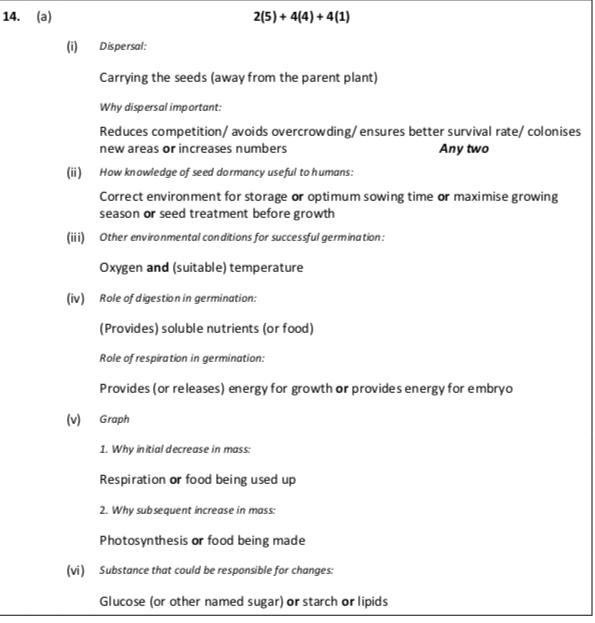 14. (a) 2(5) + 4(4) + 4(1)
(i) Dispersal:
Carrying the seeds (away from the parent plant)
Why dispersal important:
Reduces competition/ avoids overcrowding/ ensures better survival rate/ colonises
new areas or increases numbers Any two
(ii) How knowledge of seed dormancy useful to humans:
Correct environment for storage or optimum sowing time or maximise growing
season or seed treatment before growth
(iii) Other environmental conditions for successful germination:
Oxygen and (suitable) temperature
(iv) Role of digestion in germination:
(Provides) soluble nutrients (or food)
Role of respiration in germination:
Provides (or releases) energy for growth or provides energy for embryo
(v) Graph
1. Why initial decrease in mass:
Respiration or food being used up
2. Why subsequent increase in mass:
Photosynthesis or food being made
(vi) Substance that could be responsible for changes:
Glucose (or other named sugar) or starch or lipids